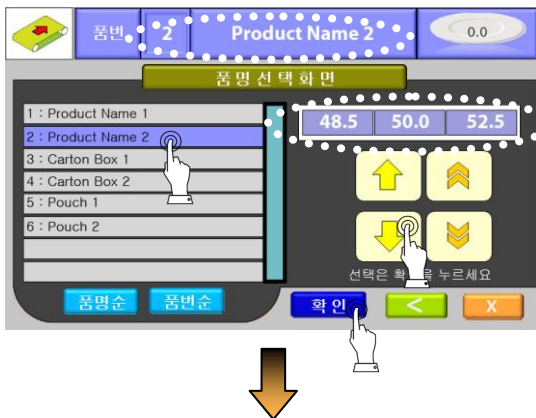 품번 2 Product Name 2 0.0
품명선택화면
1 : Product Name 1
2 : Product Name 2
3 : Carton Box 1
4 : Carton Box 2
5 : Pouch 1
6 : Pouch 2
48.5 50.0 52.5
선택은 누르세요
품명순 품번순 확인 < X